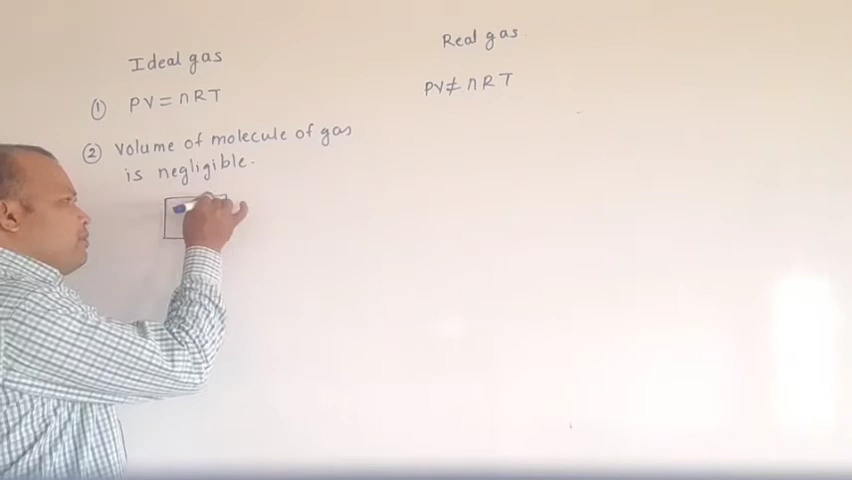 Ideal gas
Real gas
① PV = nRT
PV ≠ nRT
② Volume of molecule of gas
is negligible.